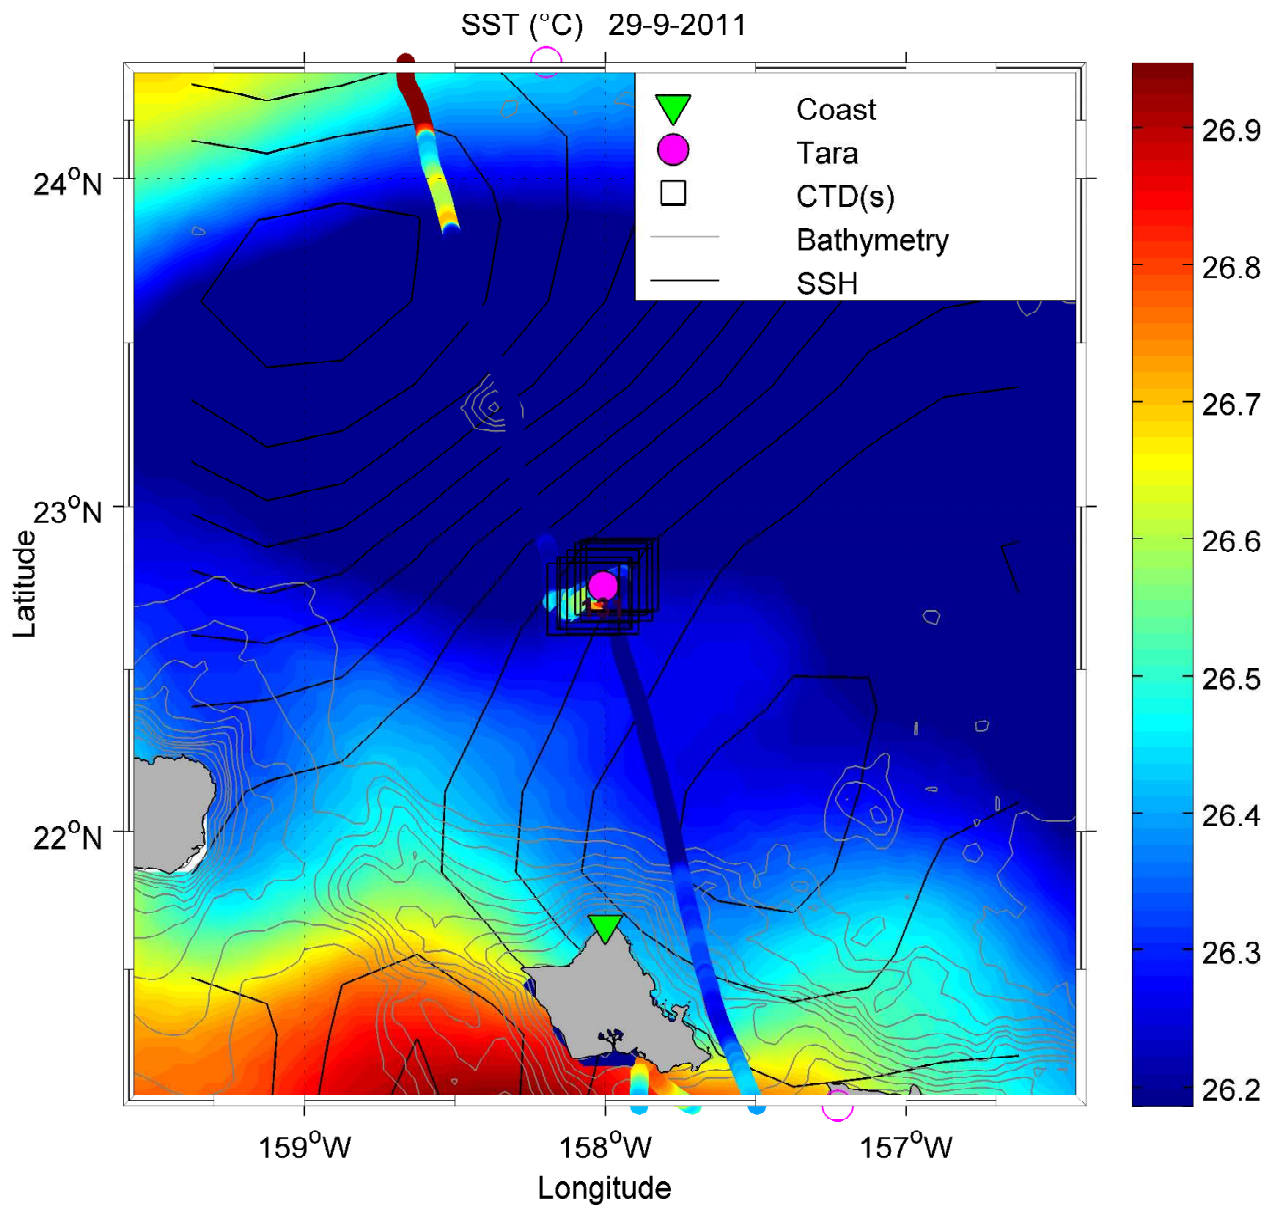 SST (°C) 29-9-2011
Coast
Tara
CTD(s)
Bathymetry
SSH
24°N
23°N
22°N
Latitude
159°W
158°W
157°W
Longitude
26.9
26.8
26.7
26.6
26.5
26.4
26.3
26.2